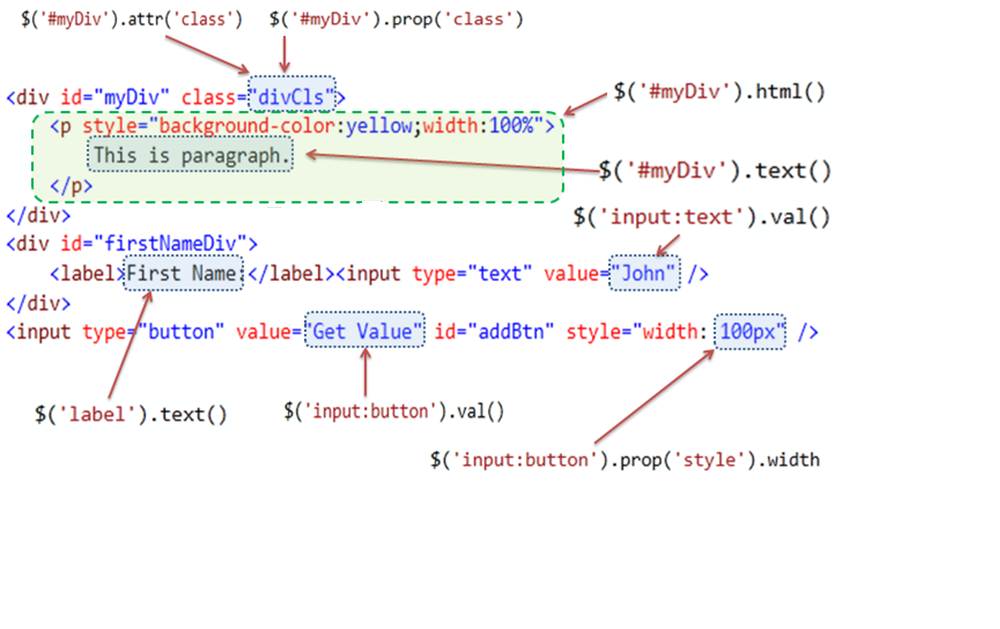 $('#myDiv').attr('class') $('#myDiv').prop('class')
<div id="myDiv" class="divCls">
$('#myDiv').html()
<p style="background-color:yellow;width:100%">
This is paragraph.
$('#myDiv').text()
</p>
</div>
$('input:text').val()
<div id="firstNameDiv">
<label>First Name:</label><input type="text" value="John" />
</div>
<input type="button" value="Get Value" id="addBtn" style="width: 100px" />
$('label').text() $('input:button').val()
$('input:button').prop('style').width